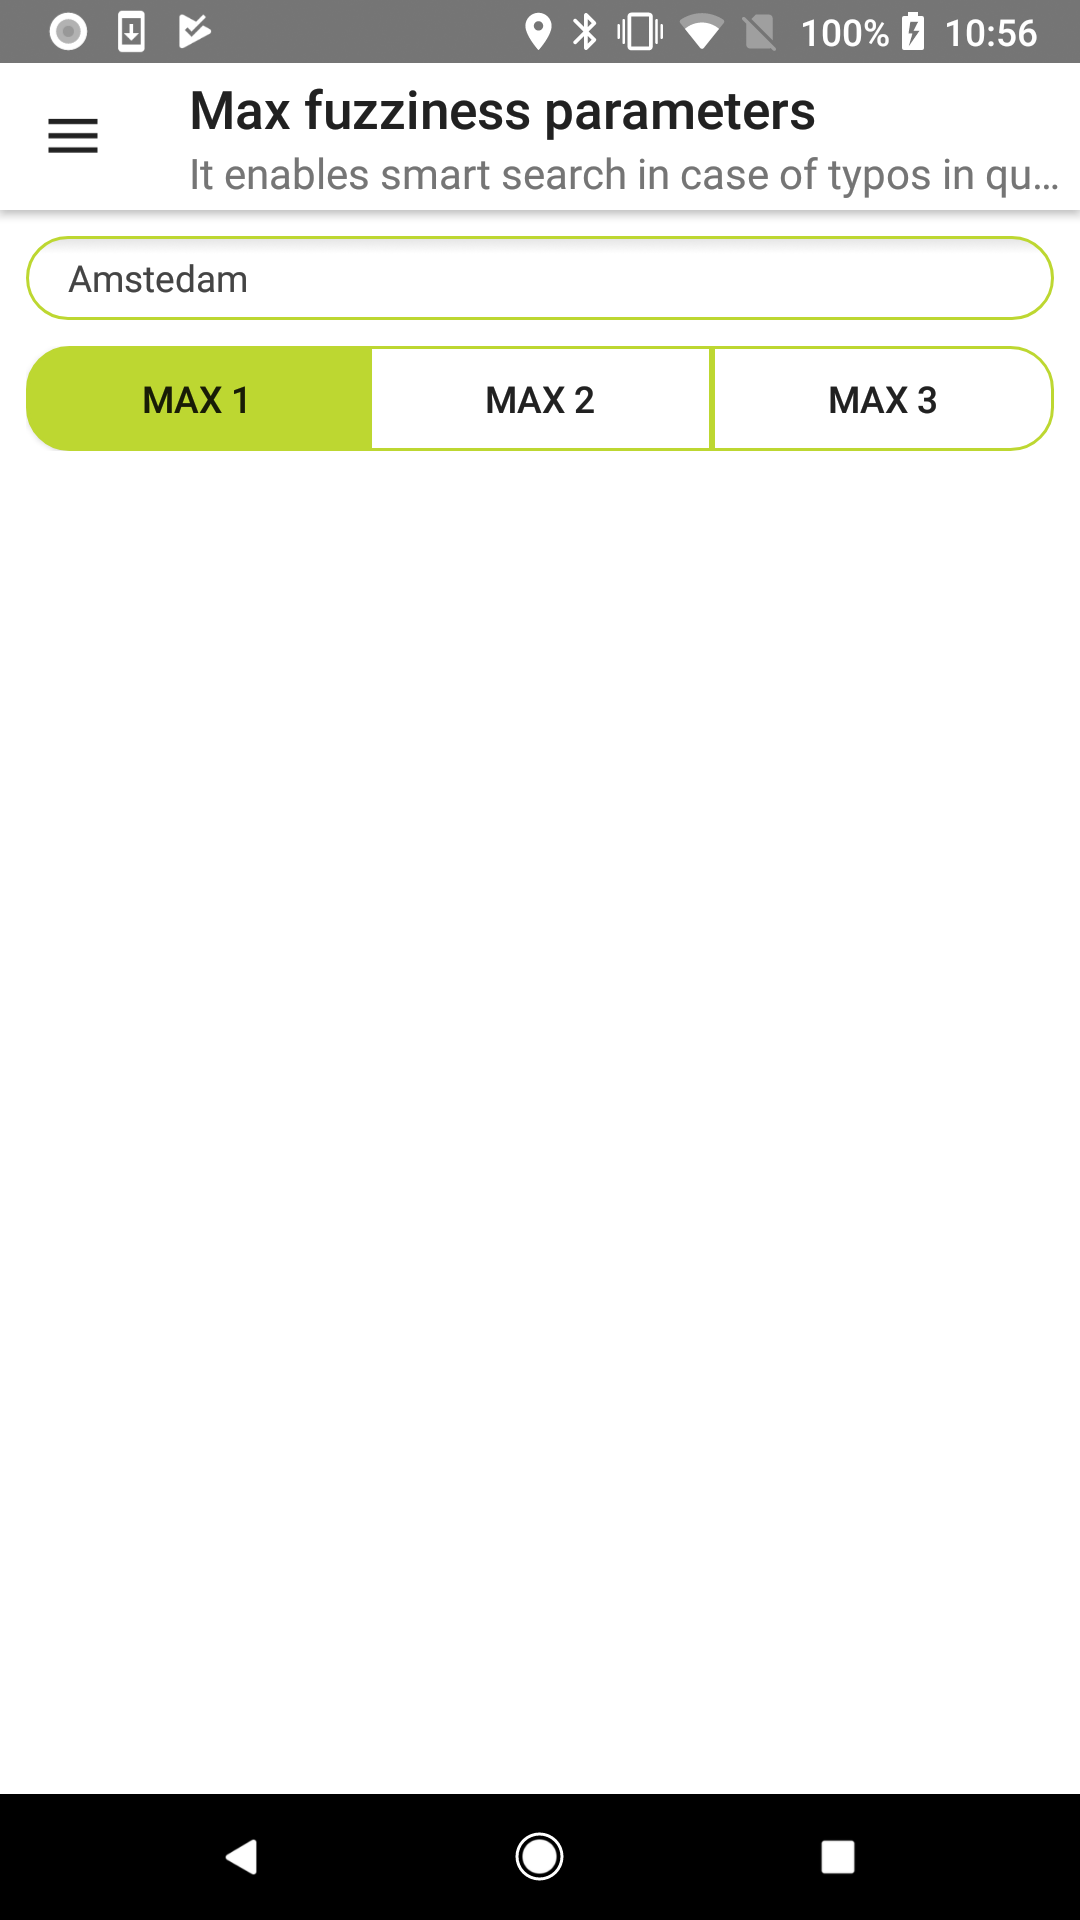 100% 10:56
Max fuzziness parameters
It enables smart search in case of typos in qu...
Amstedam
MAX 1 MAX 2 MAX 3